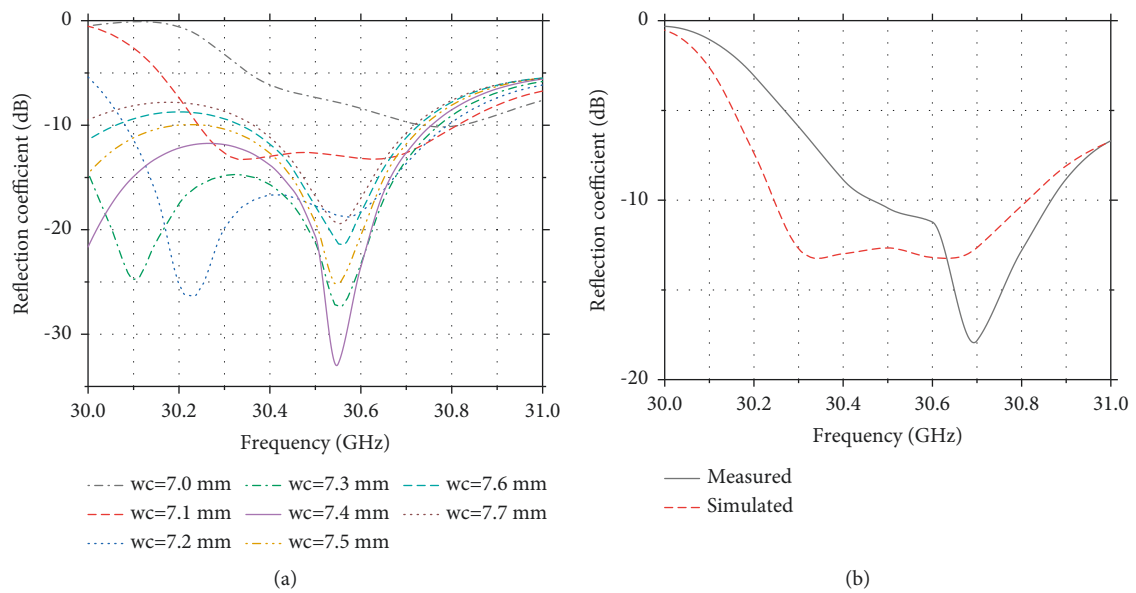 0
-10
-20
-30
Reflection coefficient (dB)
30.0 30.2 30.4 30.6 30.8 31.0
Frequency (GHz)
wc=7.0 mm wc=7.3 mm wc=7.6 mm
wc=7.1 mm wc=7.4 mm wc=7.7 mm
wc=7.2 mm wc=7.5 mm
(a)
0
-10
-20
Reflection coefficient (dB)
30.0 30.2 30.4 30.6 30.8 31.0
Frequency (GHz)
Measured
Simulated
(b)